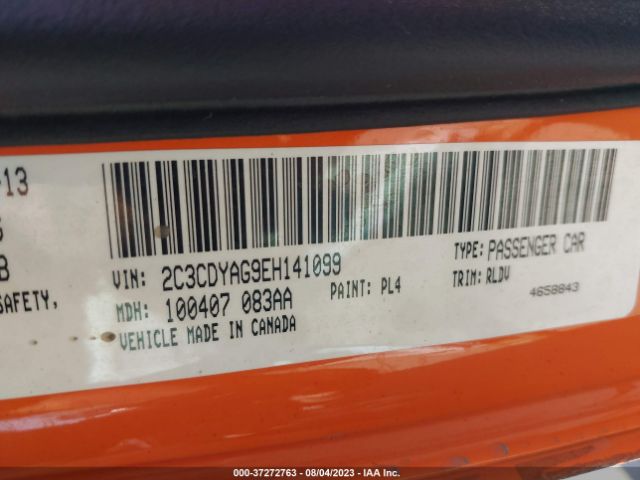 -13
B
SAFETY,
VIN: 2C3CDYAG9EH141099
TYPE: PASSENGER CAR
MDH: 100407 083AA
PAINT: PL4
TRIM: RLDV
4658843
VEHICLE MADE IN CANADA
000-37272763 - 08/04/2023 - IAA Inc.